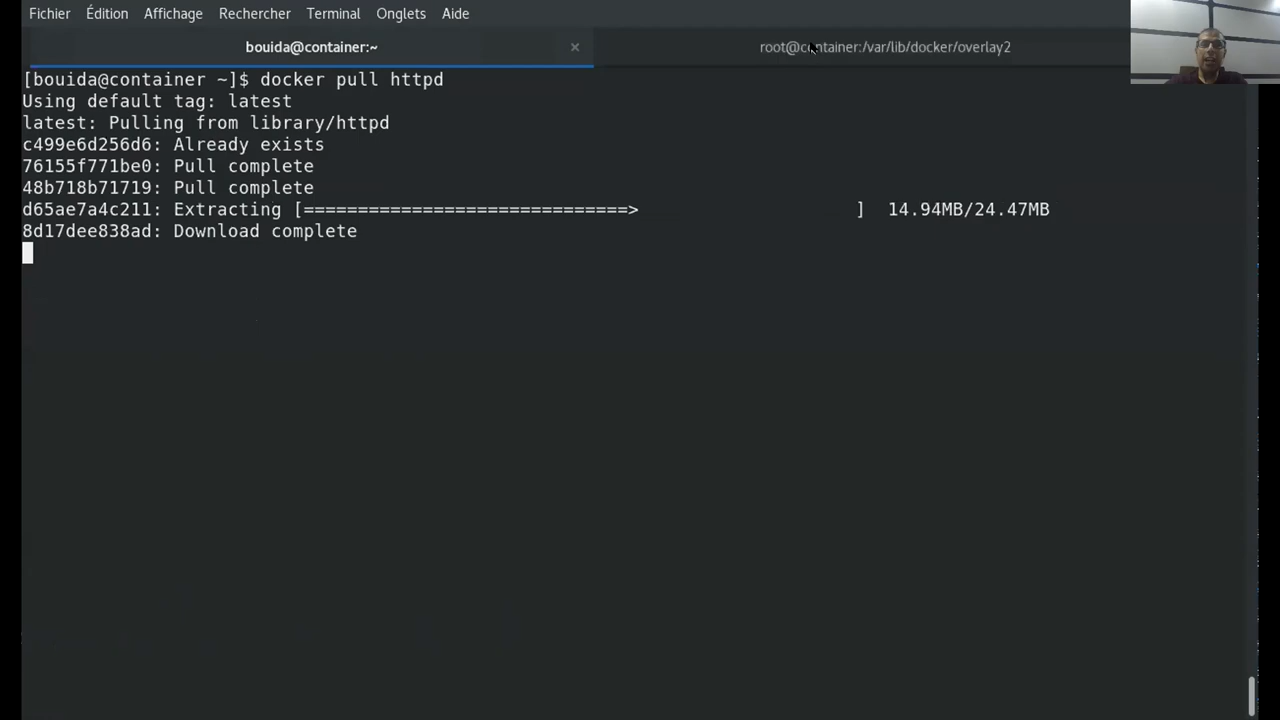 Fichier Édition Affichage Rechercher Terminal Onglets Aide
bouida@container:~ × root@container:/var/lib/docker/overlay2
[bouida@container ~]$ docker pull httpd
Using default tag: latest
latest: Pulling from library/httpd
c499e6d256d6: Already exists
76155f771be0: Pull complete
48b718b71719: Pull complete
d65ae7a4c211: Extracting [==============================>                    ]  14.94MB/24.47MB
8d17dee838ad: Download complete